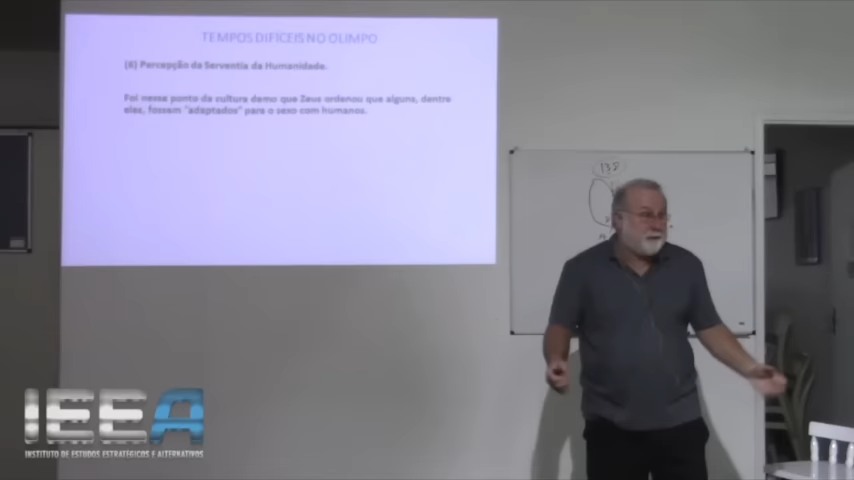 TEMPOS DIFÍCEIS NO OLIMPO
(6) Percepção da Serventia da Humanidade.
Foi nesse ponto da cultura demo que Zeus ordenou que alguns, dentre
eles, fossem "adaptados" para o sexo com humanos.
132
IEEA
INSTITUTO DE ESTUDOS ESTRATÉGICOS E ALTERNATIVOS